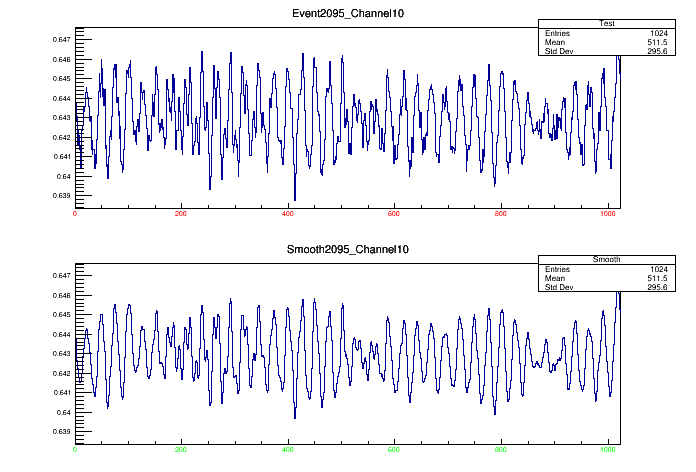 Event2095_Channel10
Test
Entries 1024
Mean 511.5
Std Dev 295.6
0.647
0.646
0.645
0.644
0.643
0.642
0.641
0.64
0.639
0 200 400 600 800 1000
Smooth2095_Channel10
Smooth
Entries 1024
Mean 511.5
Std Dev 295.6
0.647
0.646
0.645
0.644
0.643
0.642
0.641
0.64
0.639
0 200 400 600 800 1000